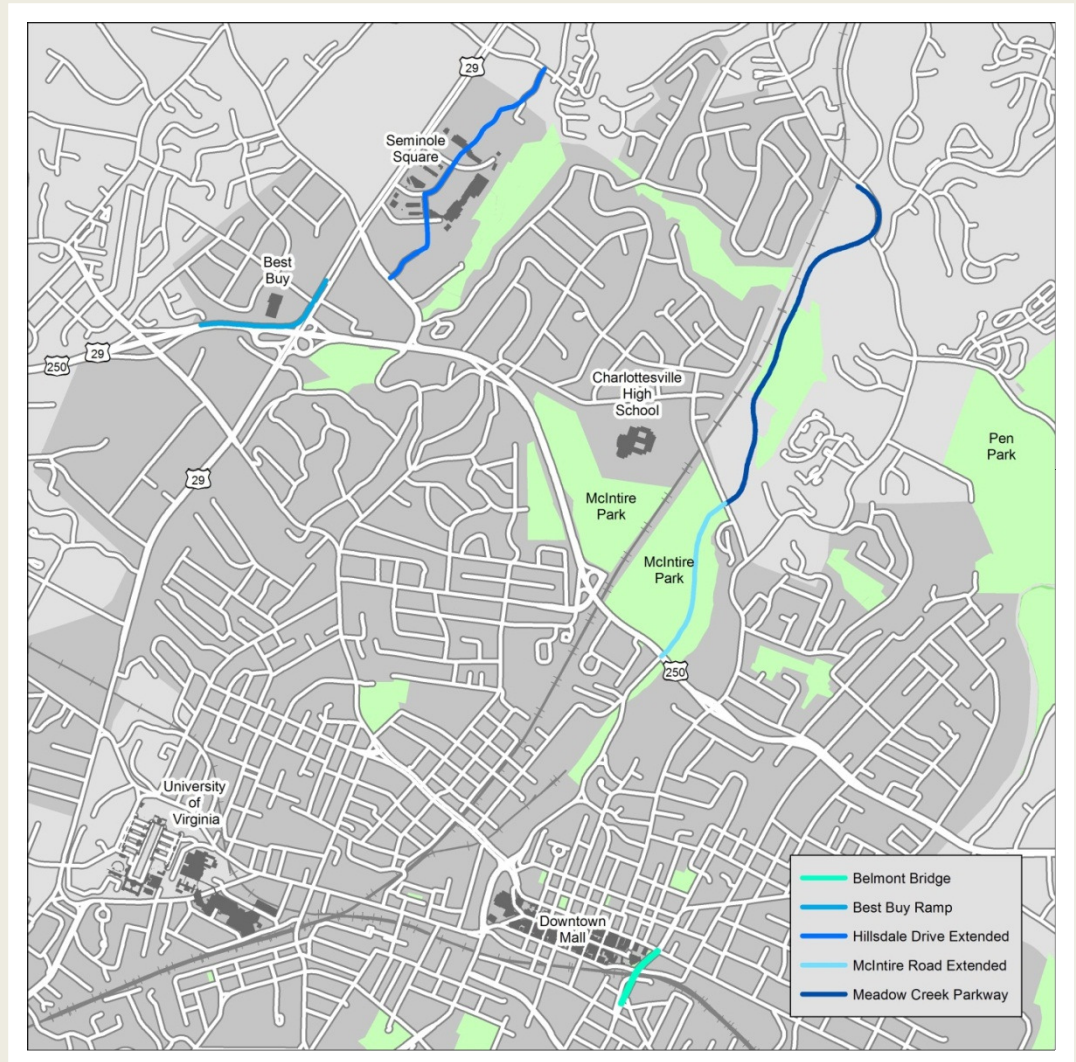 29
Seminole
Square
Best
Buy
29
250
Charlottesville
High
School
29
Pen
Park
McIntire
Park
McIntire
Park
250
University
of
Virginia
Downtown
Mall
Belmont Bridge
Best Buy Ramp
Hillsdale Drive Extended
McIntire Road Extended
Meadow Creek Parkway